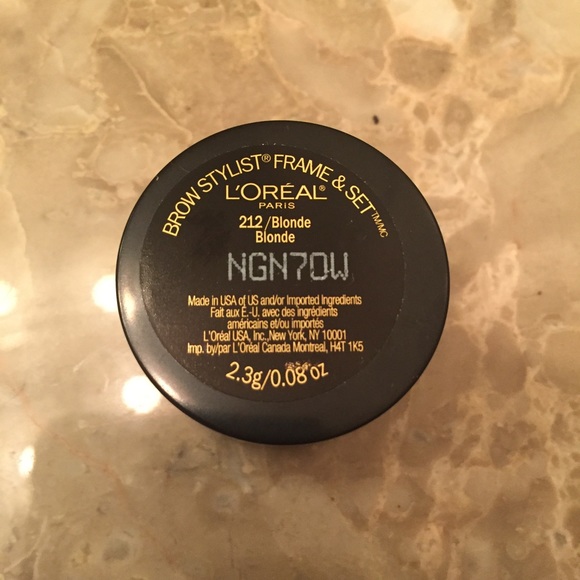 BROW STYLIST® FRAME & SET™/MC
L'ORÉAL®
PARIS
212 /Blonde
Blonde
NGN70W
Made in USA of US and/or Imported Ingredients
Fait aux É.-U. avec des ingrédients
américains et/ou importés
L'Oréal USA, Inc.,New York, NY 10001
Imp. by/par L'Oréal Canada Montreal, H4T 1K5
2.3g/0.08 oz